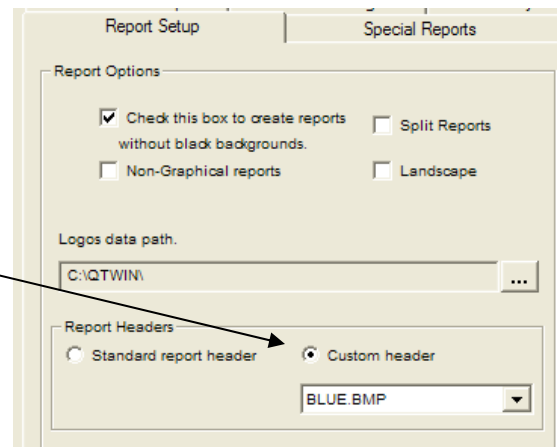 Report Setup
Special Reports
Report Options
Check this box to create reports
without black backgrounds.
Split Reports
Non-Graphical reports
Landscape
Logos data path.
C:\QTWIN\
...
Report Headers
Standard report header
Custom header
BLUE.BMP